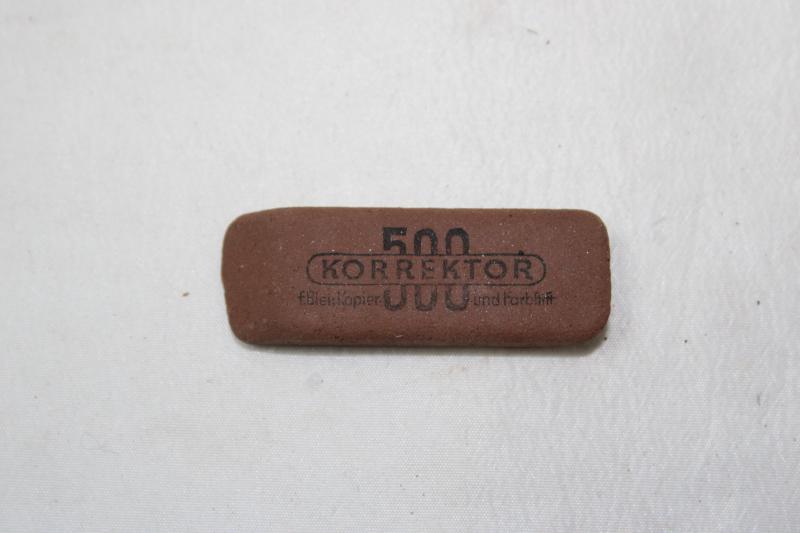 500
KORREKTOR
f.Blei-Kopier- und Farbstift